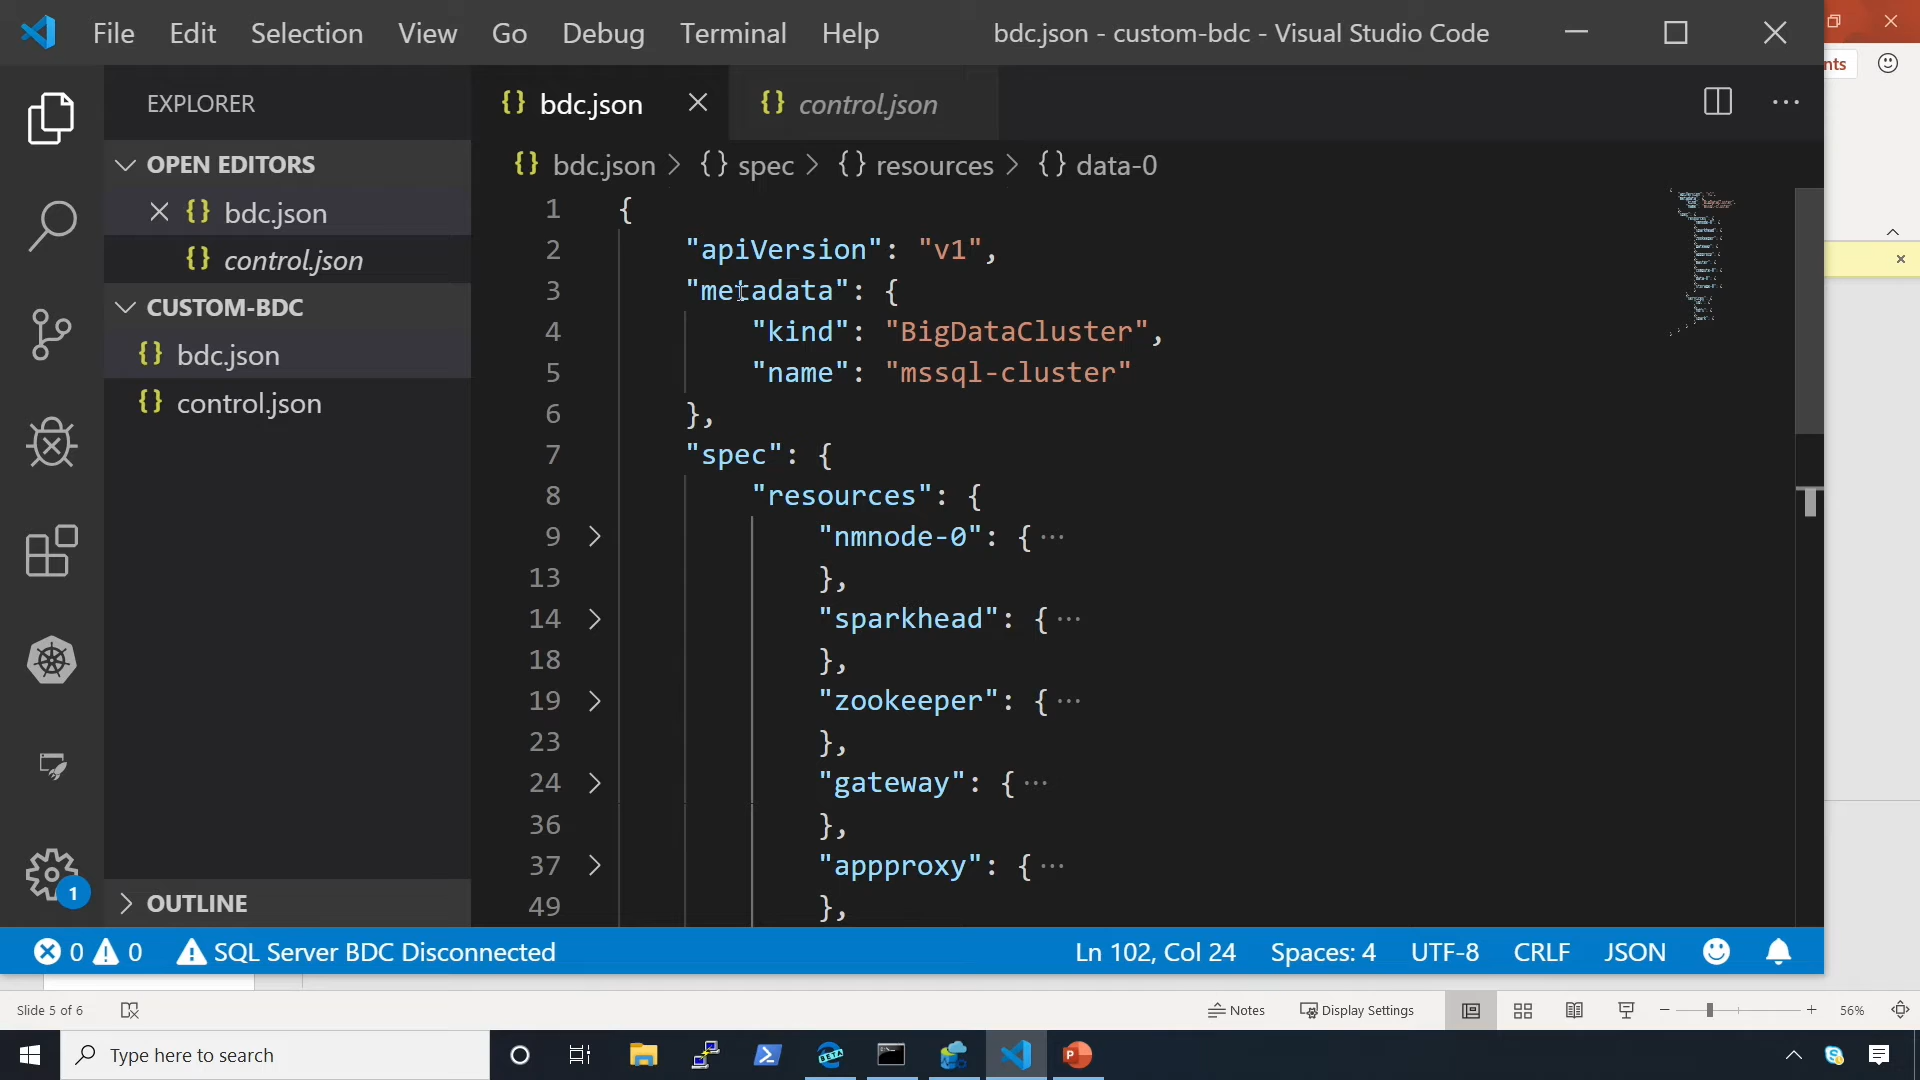 File Edit Selection View Go Debug Terminal Help
bdc.json - custom-bdc - Visual Studio Code
nts
EXPLORER
{} bdc.json
{} control.json
OPEN EDITORS
{} bdc.json
{} control.json
CUSTOM-BDC
{} bdc.json
{} control.json
OUTLINE
{} bdc.json > {} spec > {} resources > {} data-0
1 {
2 "apiVersion": "v1",
3 "metadata": {
4 "kind": "BigDataCluster",
5 "name": "mssql-cluster"
6 },
7 "spec": {
8 "resources": {
9 "nmnode-0": {···
13 },
14 "sparkhead": {···
18 },
19 "zookeeper": {···
23 },
24 "gateway": {···
36 },
37 "appproxy": {···
49 },
1
0 0 SQL Server BDC Disconnected
Ln 102, Col 24 Spaces: 4 UTF-8 CRLF JSON
Slide 5 of 6
Notes Display Settings
56%
Type here to search